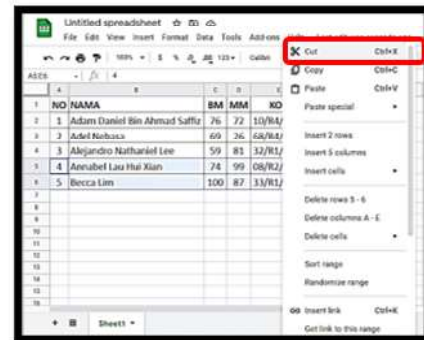 Untitled spreadsheet
File Edit View Insert Format Data Tools Add-ons
100% $ % .0 .00 123 Calibri
A5:E6 fx 4
A B C D
1 NO NAMA BM MM KO
2 1 Adam Daniel Bin Ahmad Saffiz 76 72 10/R4/
3 2 Adel Nebasa 69 26 68/R4/
4 3 Alejandro Nathaniel Lee 59 81 32/R1/
5 4 Annabel Lau Hui Xian 74 99 08/R2/
6 5 Becca Lim 100 87 33/R1/
7
8
9
10
11
12
13
14
15
16
Sheet1
Cut Ctrl+X
Copy Ctrl+C
Paste Ctrl+V
Paste special
Insert 2 rows
Insert 5 columns
Insert cells
Delete rows 5 - 6
Delete columns A - E
Delete cells
Sort range
Randomize range
Insert link Ctrl+K
Get link to this range